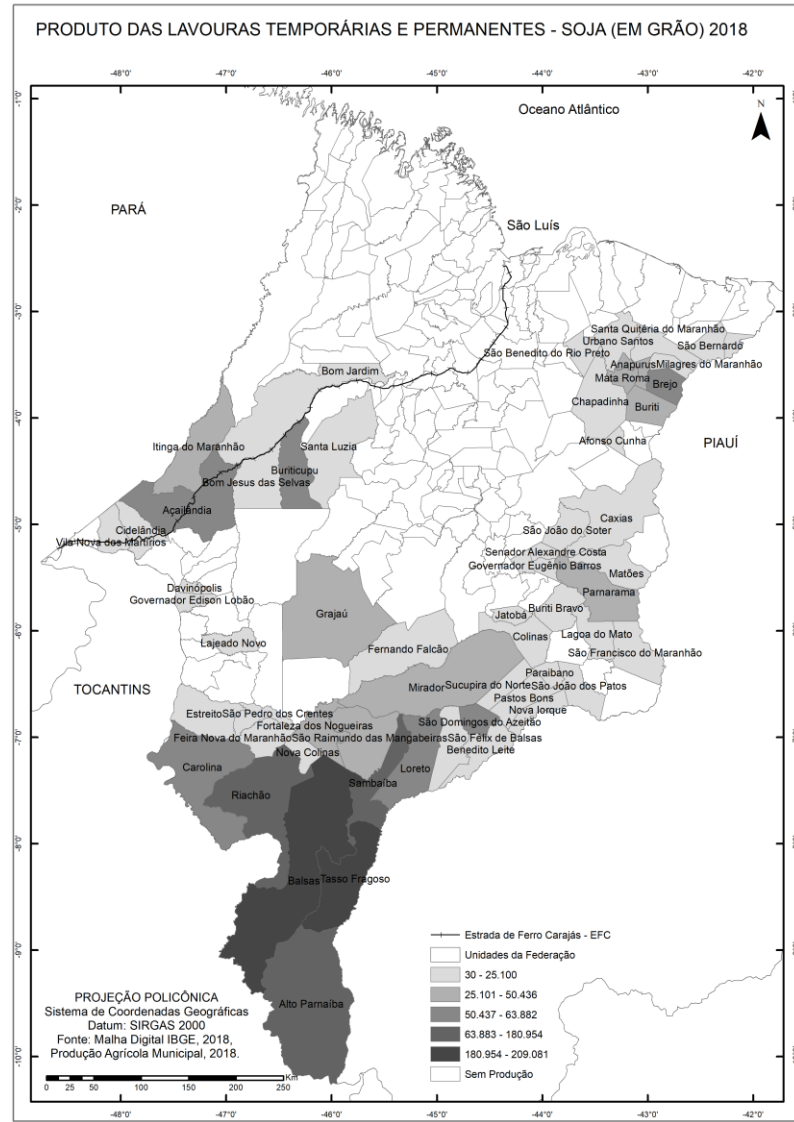 PRODUTO DAS LAVOURAS TEMPORÁRIAS E PERMANENTES - SOJA (EM GRÃO) 2018
-48°0' -47°0' -46°0' -45°0' -44°0' -43°0' -42°0'
-1°0'
Oceano Atlântico
N
-2°0'
PARÁ
São Luís
-3°0'
Santa Quitéria do Maranhão
Urbano Santos
São Bernardo
São Benedito do Rio Preto
Anapurus
Milagres do Maranhão
Bom Jardim
Mata Roma
Brejo
Chapadinha
Buriti
-4°0'
Afonso Cunha
PIAUÍ
Itinga do Maranhão
Santa Luzia
Buriticupu
Bom Jesus das Selvas
Açailândia
Caxias
-5°0'
Cidelândia
São João do Soter
Vila Nova dos Martírios
Senador Alexandre Costa
Governador Eugênio Barros
Matões
Davinópolis
Parnarama
Governador Edison Lobão
Grajaú
Jatobá
Buriti Bravo
-6°0'
Lajeado Novo
Colinas
Lagoa do Mato
Fernando Falcão
São Francisco do Maranhão
Paraibano
TOCANTINS
Mirador
Sucupira do Norte
São João dos Patos
Pastos Bons
Estreito
São Pedro dos Crentes
Nova Iorque
Fortaleza dos Nogueiras
São Domingos do Azeitão
-7°0'
Feira Nova do Maranhão
São Raimundo das Mangabeiras
São Félix de Balsas
Nova Colinas
Benedito Leite
Carolina
Loreto
Sambaíba
Riachão
-8°0'
Balsas
Tasso Fragoso
-9°0'
Alto Parnaíba
-10°0'
Estrada de Ferro Carajás - EFC
Unidades da Federação
30 - 25.100
25.101 - 50.436
50.437 - 63.882
63.883 - 180.954
180.954 - 209.081
Sem Produção
PROJEÇÃO POLICÔNICA
Sistema de Coordenadas Geográficas
Datum: SIRGAS 2000
Fonte: Malha Digital IBGE, 2018,
Produção Agrícola Municipal, 2018.
Km
0 25 50 100 150 200 250
-48°0' -47°0' -46°0' -45°0' -44°0' -43°0' -42°0'